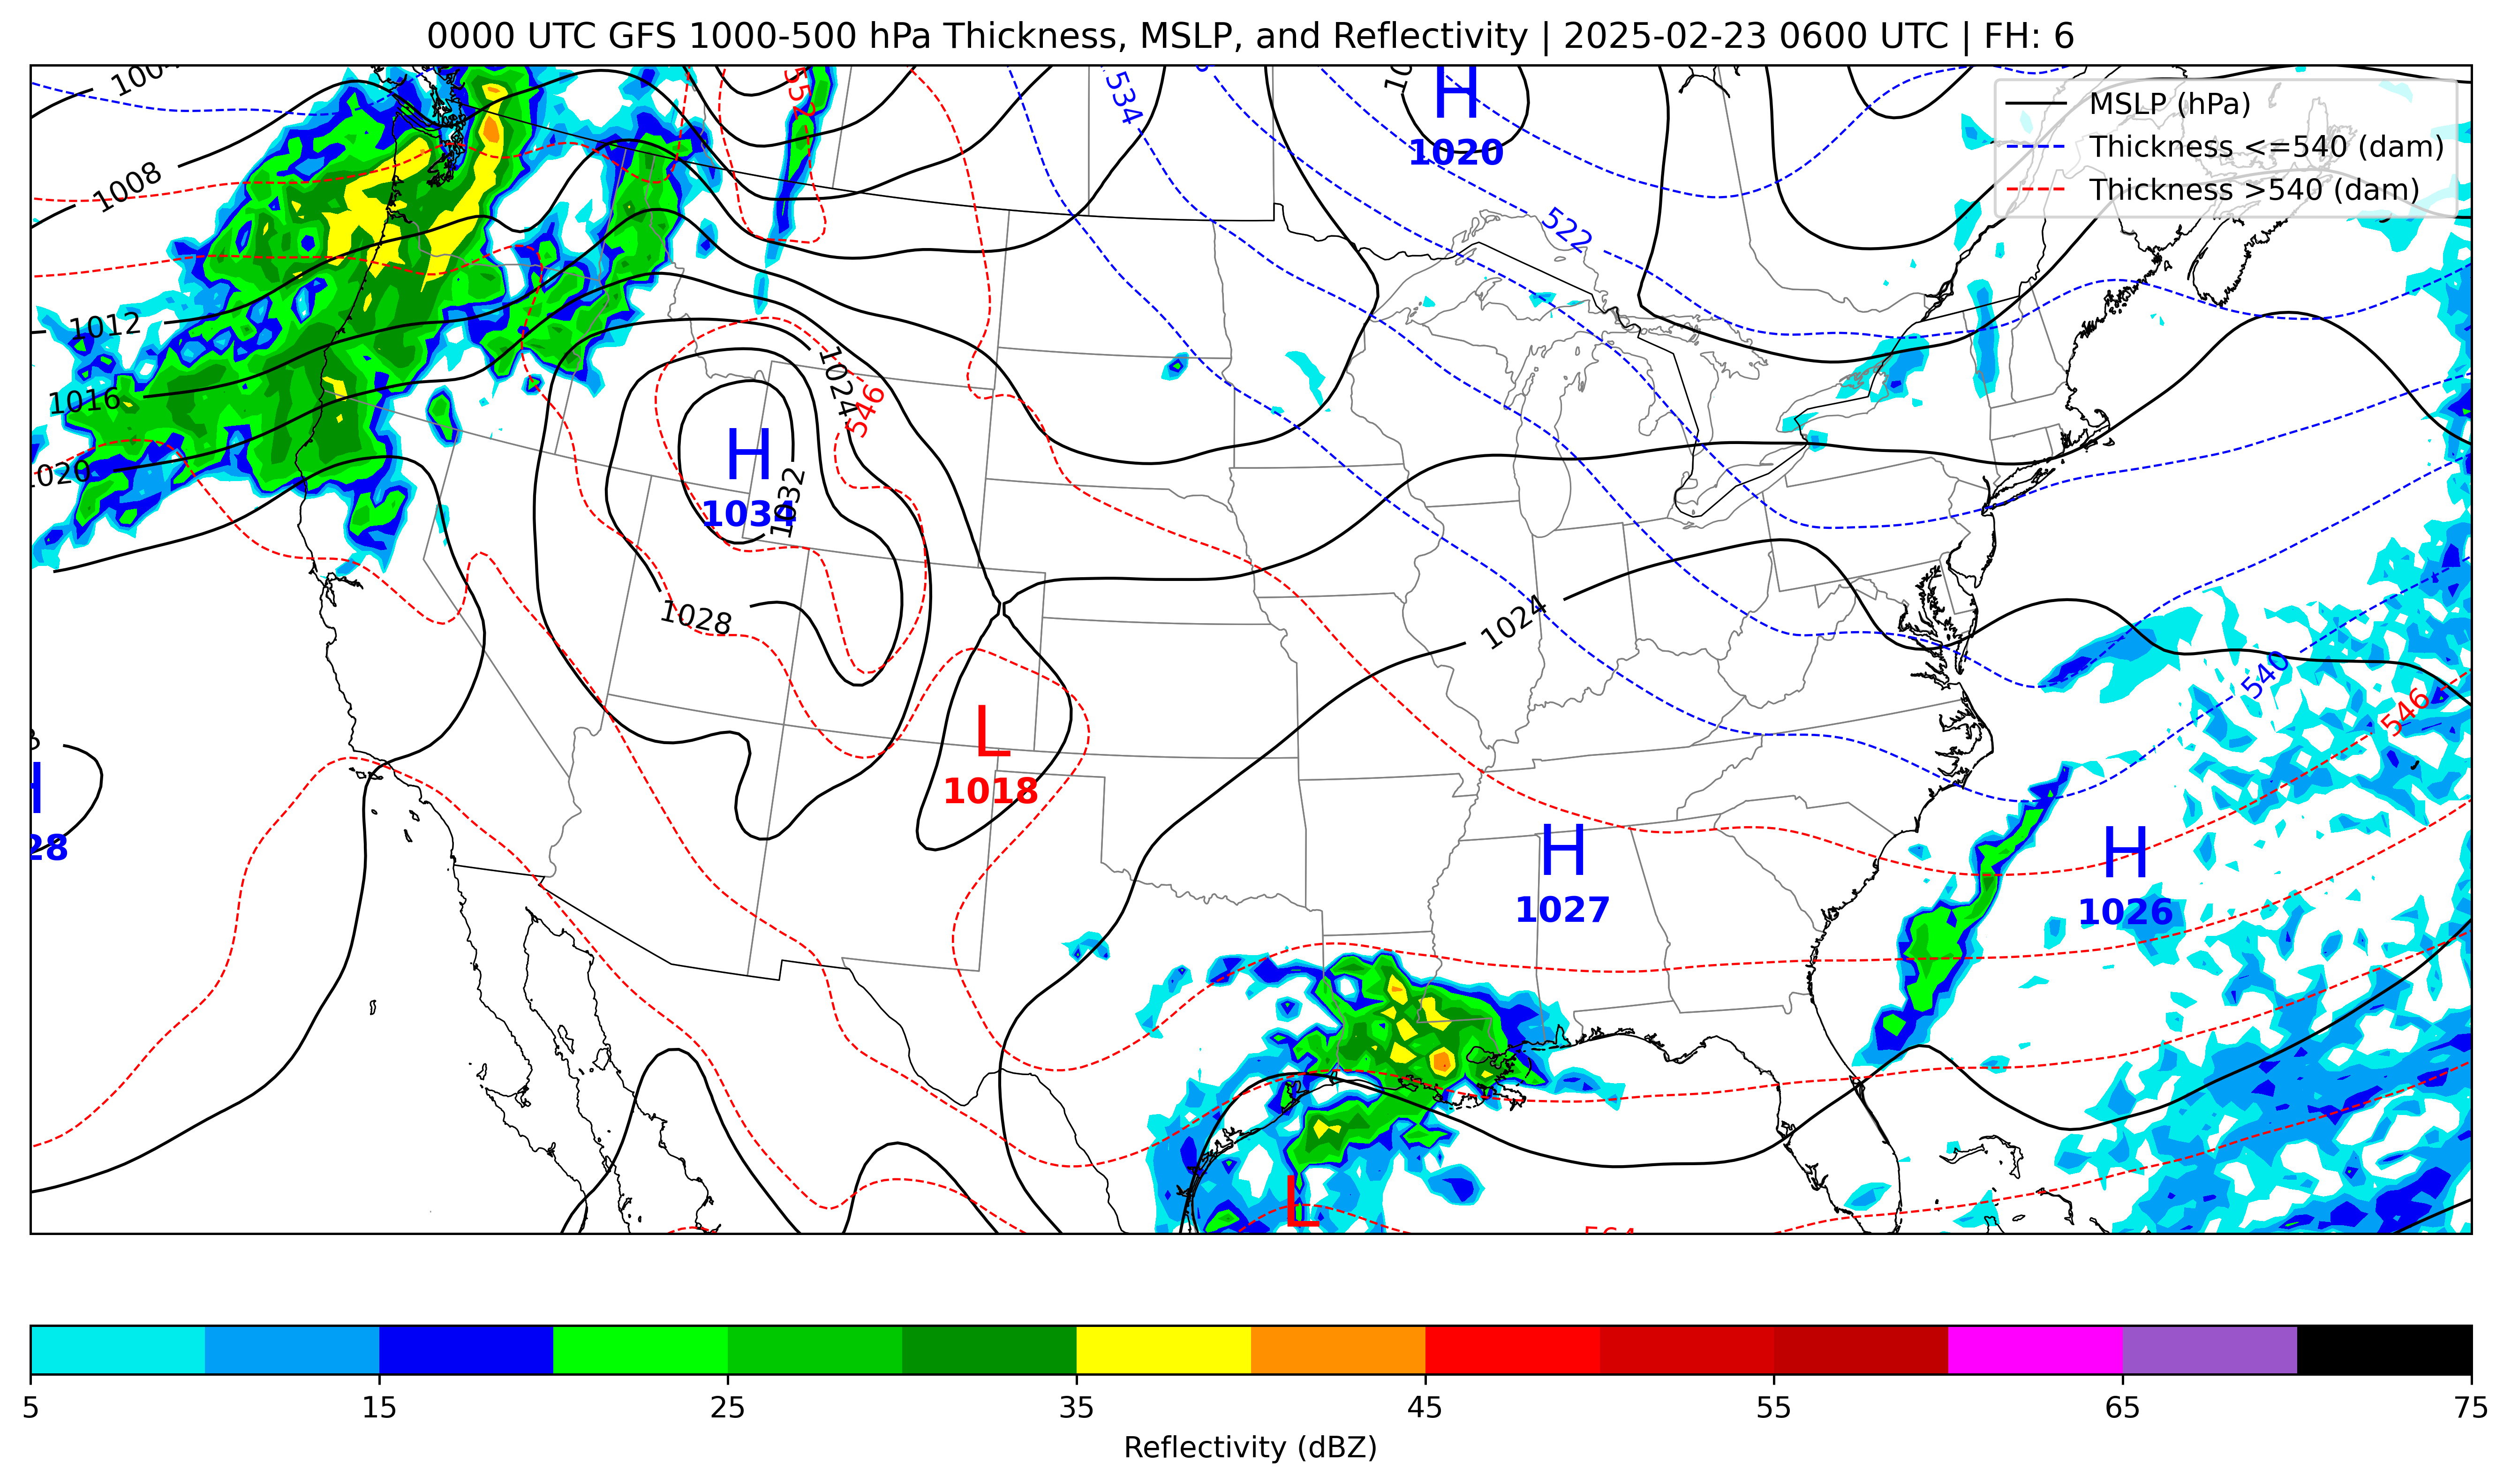 0000 UTC GFS 1000-500 hPa Thickness, MSLP, and Reflectivity | 2025-02-23 0600 UTC | FH: 6
MSLP (hPa)
Thickness <=540 (dam)
Thickness >540 (dam)
552
534
H
1020
1008
522
1012
1016
1024
546
1020
H
1034
1032
1028
1024
540
546
L
1018
H
28
H
1027
H
1026
L
564
5
15
25
35
45
55
65
75
Reflectivity (dBZ)